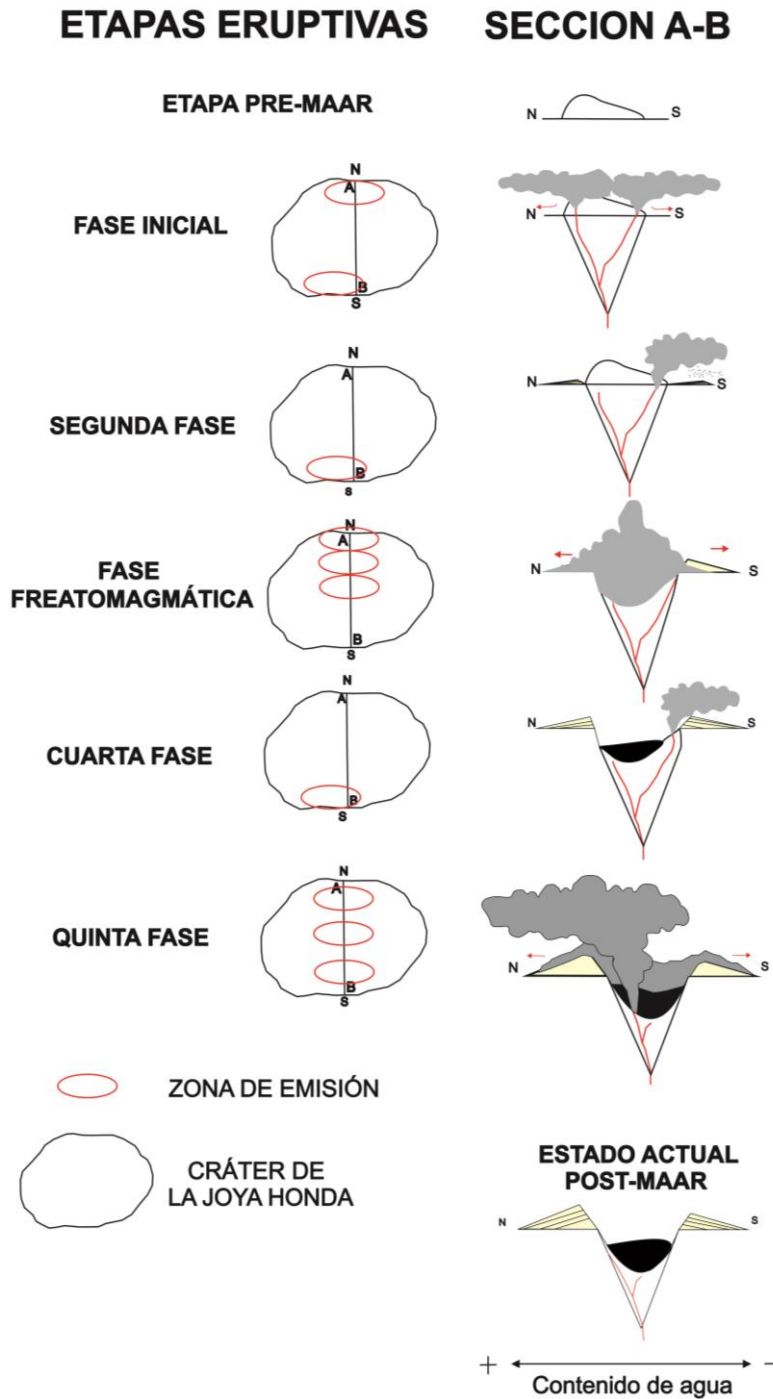 ETAPAS ERUPTIVAS
SECCION A-B
ETAPA PRE-MAAR
N
S
FASE INICIAL
N
A
B
S
N
S
SEGUNDA FASE
N
A
B
s
N
S
FASE
FREATOMAGMÁTICA
N
A
B
S
N
S
CUARTA FASE
N
A
B
S
N
S
QUINTA FASE
N
A
B
S
N
S
ZONA DE EMISIÓN
CRÁTER DE
LA JOYA HONDA
ESTADO ACTUAL
POST-MAAR
N
S
+ -
Contenido de agua